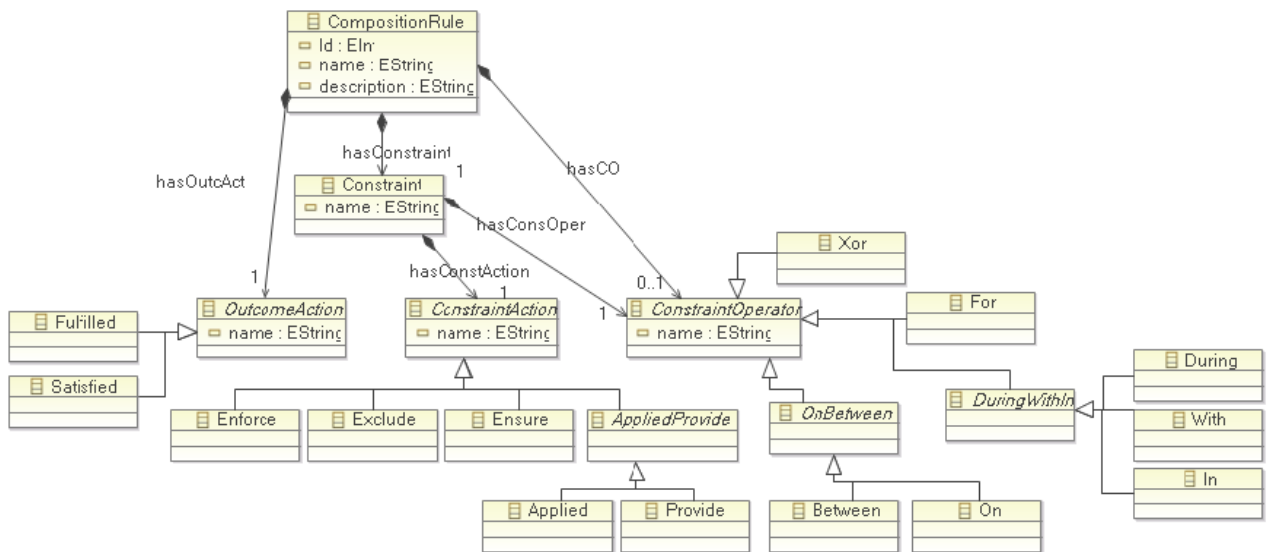 CompositionRule
Id : EInt
name : EString
description : EString
hasOutcAct
hasConstraint
1
hasCO
Constraint
name : EString
hasConsOper
hasConstAction
Xor
1
1
0..1
1
OutcomeAction
name : EString
ConstraintAction
name : EString
ConstraintOperator
name : EString
For
Fulfilled
Satisfied
During
DuringWithIn
With
In
Enforce
Exclude
Ensure
AppliedProvide
OnBetween
Applied
Provide
Between
On